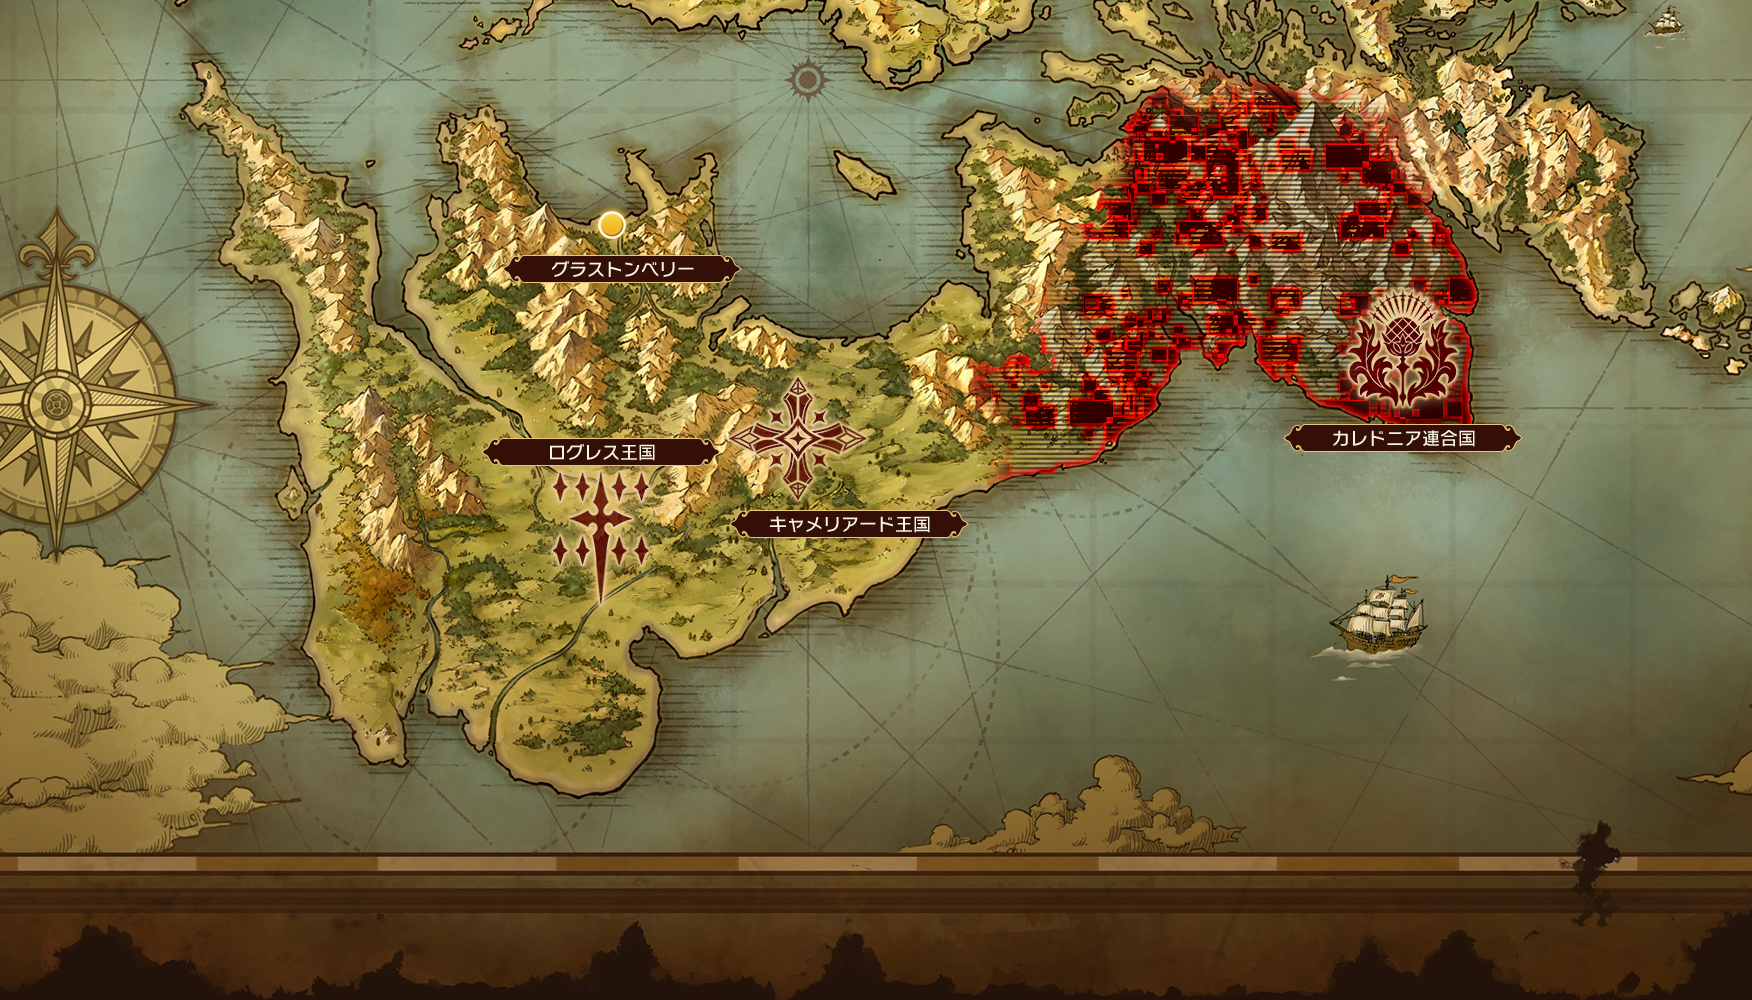 グラストンベリー
ログレス王国
カレドニア連合国
キャメリアード王国